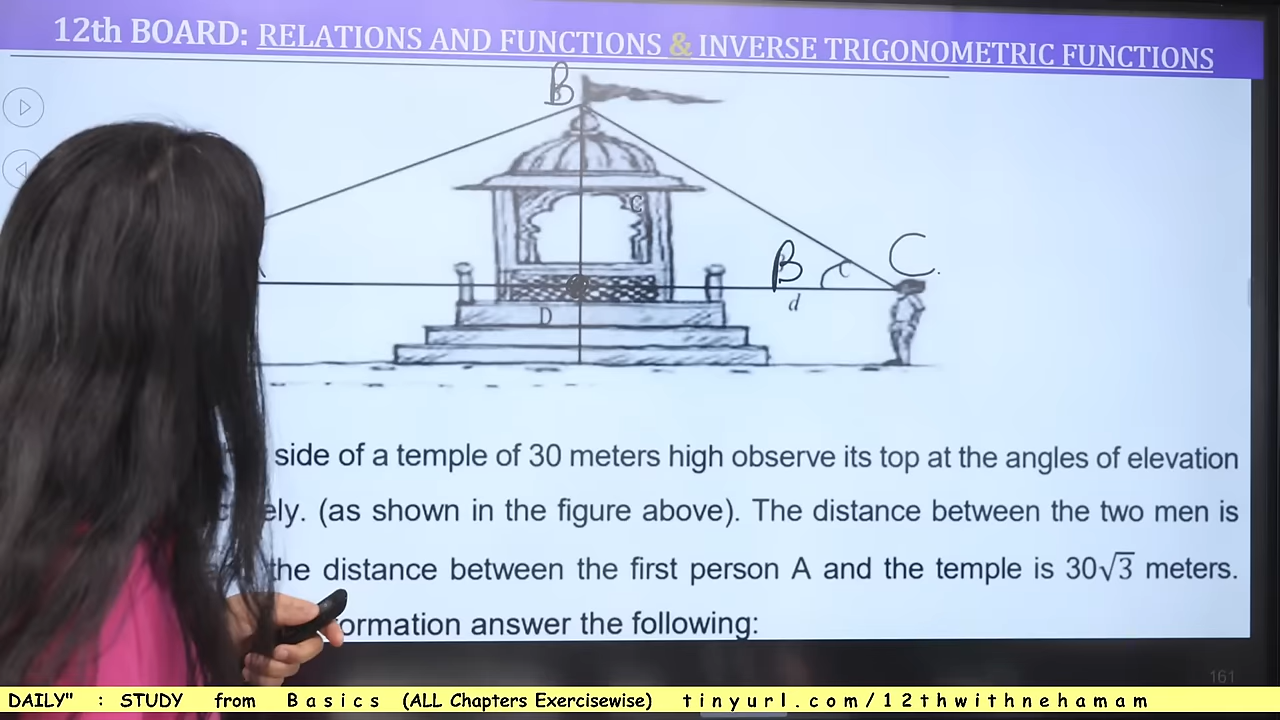 12th BOARD: RELATIONS AND FUNCTIONS & INVERSE TRIGONOMETRIC FUNCTIONS
B
C
β
C
d
D
side of a temple of 30 meters high observe its top at the angles of elevation
ely. (as shown in the figure above). The distance between the two men is
the distance between the first person A and the temple is 30√3 meters.
ormation answer the following:
161
DAILY" : STUDY from Basics (ALL Chapters Exercisewise) tinyurl.com/12thwithnehamam